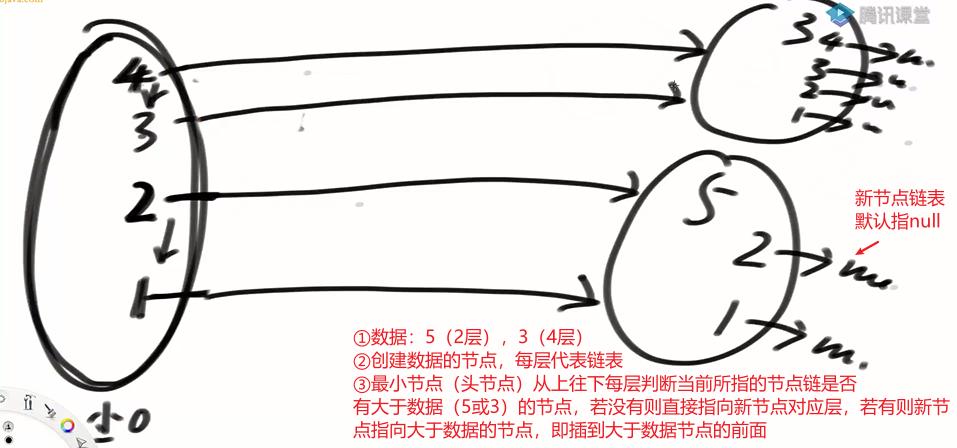 ojava.com
腾讯课堂
4
3
2
1
小0
3
4
3
2
1
5
2
1
新节点链表
默认指null
①数据：5（2层），3（4层）
②创建数据的节点，每层代表链表
③最小节点（头节点）从上往下每层判断当前所指的节点链是否
有大于数据（5或3）的节点，若没有则直接指向新节点对应层，若有则新节
点指向大于数据的节点，即插到大于数据节点的前面